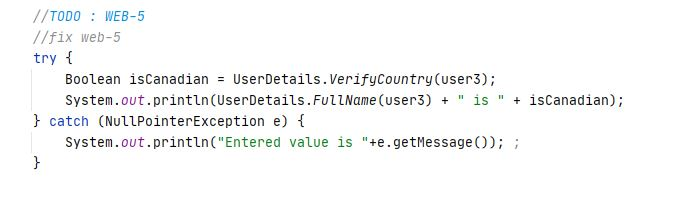 //TODO : WEB-5
//fix web-5
try {
    Boolean isCanadian = UserDetails.VerifyCountry(user3);
    System.out.println(UserDetails.FullName(user3) + " is " + isCanadian);
} catch (NullPointerException e) {
    System.out.println("Entered value is "+e.getMessage()); ;
}